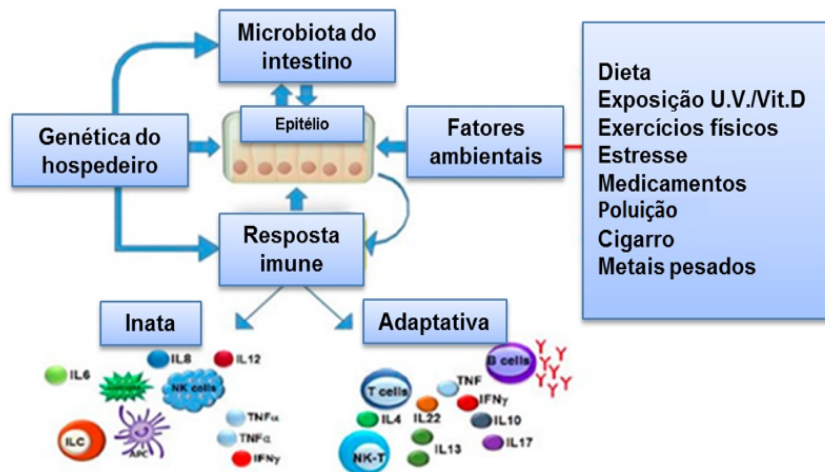 Microbiota do
intestino
Genética do
hospedeiro
Epitélio
Fatores
ambientais
Dieta
Exposição U.V./Vit.D
Exercícios físicos
Estresse
Medicamentos
Poluição
Cigarro
Metais pesados
Resposta
imune
Inata
Adaptativa
IL8
IL12
IL6
NK cells
TNFα
ILC
APC
TNFα
IFNγ
B cells
T cells
TNF
IFNγ
IL4
IL22
IL10
NK-T
IL13
IL17